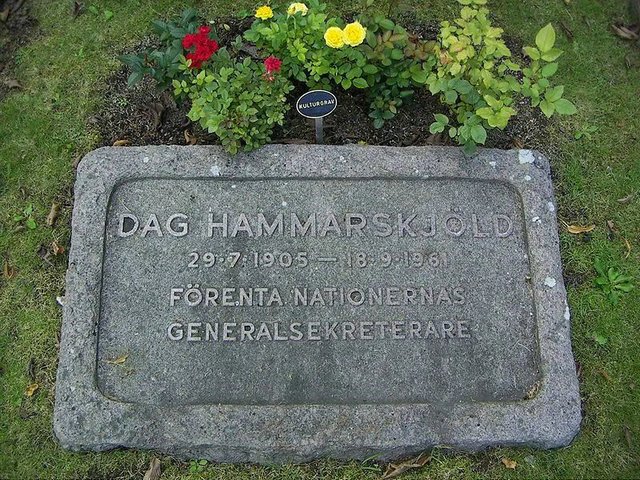 KULTURGRAV
DAG HAMMARSKJÖLD
29·7·1905 — 18·9·1961
FÖRENTA NATIONERNAS
GENERALSEKRETERARE